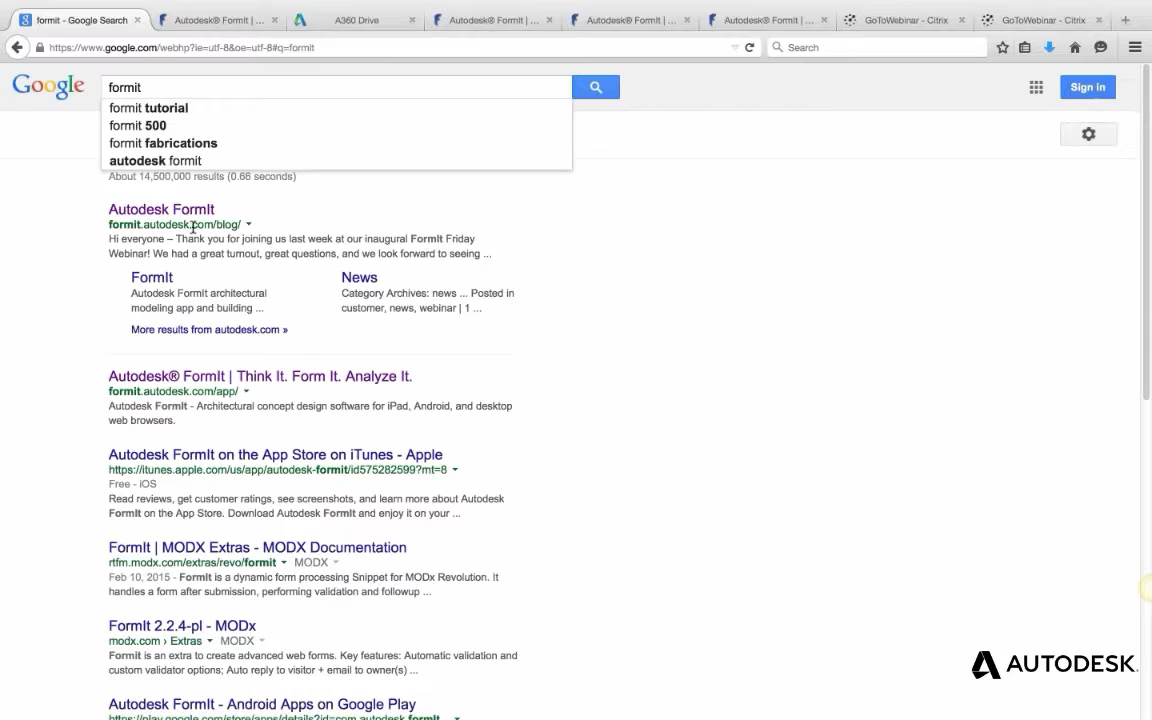 formit - Google Search
Autodesk® FormIt | ...
A360 Drive
Autodesk® FormIt | ...
Autodesk® FormIt | ...
Autodesk® FormIt | ...
GoToWebinar - Citrix
GoToWebinar - Citrix
https://www.google.com/webhp?ie=utf-8&oe=utf-8#q=formit
Search
Google
formit
Sign in
formit tutorial
formit 500
formit fabrications
autodesk formit
About 14,500,000 results (0.66 seconds)
Autodesk FormIt
formit.autodesk.com/blog/
Hi everyone – Thank you for joining us last week at our inaugural FormIt Friday
Webinar! We had a great turnout, great questions, and we look forward to seeing ...
FormIt
News
Autodesk FormIt architectural
modeling app and building ...
Category Archives: news ... Posted in
customer, news, webinar | 1 ...
More results from autodesk.com »
Autodesk® FormIt | Think It. Form It. Analyze It.
formit.autodesk.com/app/
Autodesk FormIt - Architectural concept design software for iPad, Android, and desktop
web browsers.
Autodesk FormIt on the App Store on iTunes - Apple
https://itunes.apple.com/us/app/autodesk-formit/id575282599?mt=8
Free - iOS
Read reviews, get customer ratings, see screenshots, and learn more about Autodesk
FormIt on the App Store. Download Autodesk FormIt and enjoy it on your ...
FormIt | MODX Extras - MODX Documentation
rtfm.modx.com/extras/revo/formit MODX
Feb 10, 2015 - FormIt is a dynamic form processing Snippet for MODx Revolution. It
handles a form after submission, performing validation and followup ...
FormIt 2.2.4-pl - MODx
modx.com › Extras MODX
Formit is an extra to create advanced web forms. Key features: Automatic validation and
custom validator options; Auto reply to visitor + email to owner(s) ...
Autodesk FormIt - Android Apps on Google Play
https://play.google.com/store/apps/details?id=com.autodesk.formit
AUTODESK.